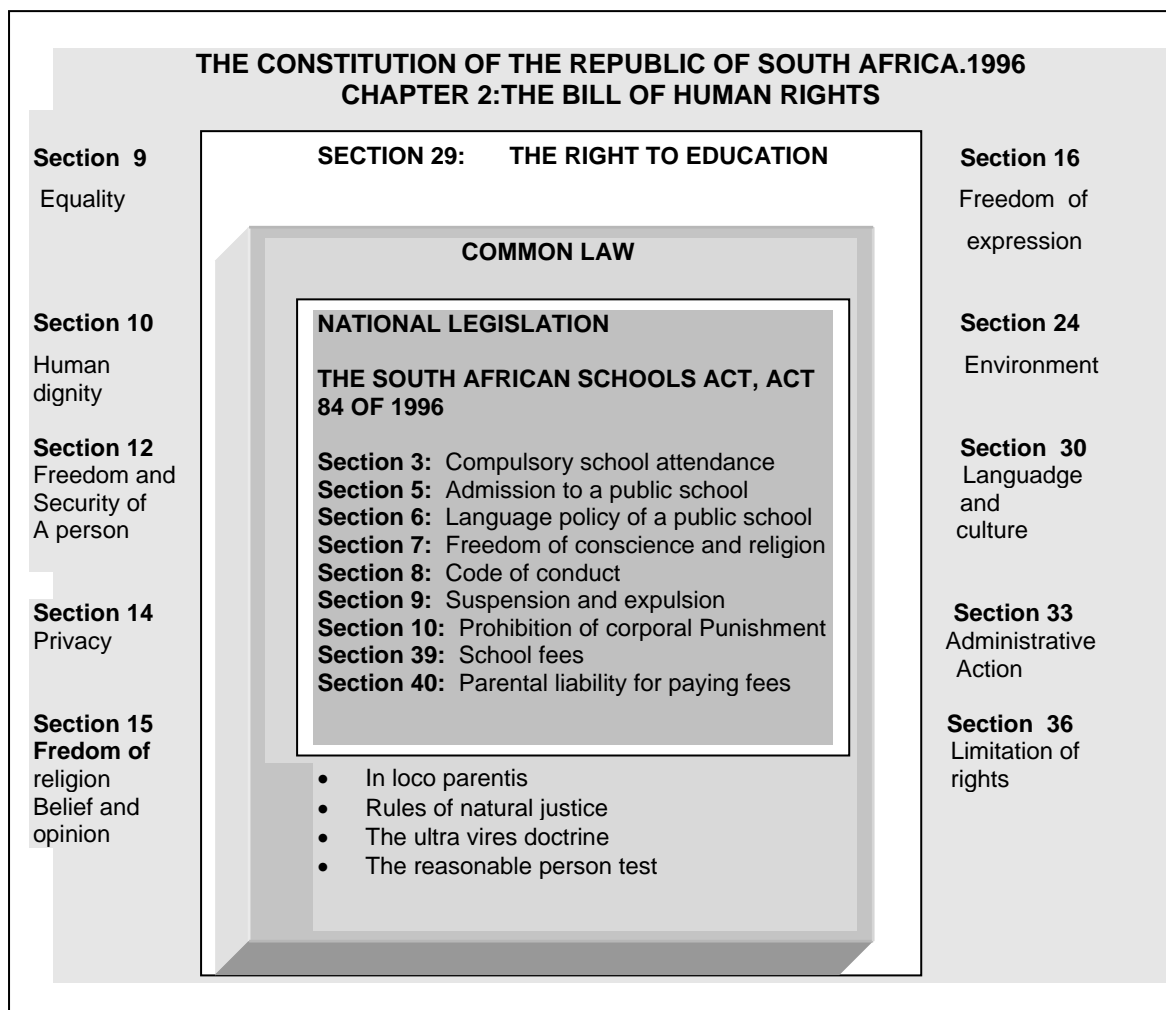 THE CONSTITUTION OF THE REPUBLIC OF SOUTH AFRICA.1996
CHAPTER 2:THE BILL OF HUMAN RIGHTS
Section 9
Equality
Section 10
Human
dignity
Section 12
Freedom and
Security of
A person
Section 14
Privacy
Section 15
Fredom of
religion
Belief and
opinion
SECTION 29: THE RIGHT TO EDUCATION
COMMON LAW
NATIONAL LEGISLATION
THE SOUTH AFRICAN SCHOOLS ACT, ACT
84 OF 1996
Section 3: Compulsory school attendance
Section 5: Admission to a public school
Section 6: Language policy of a public school
Section 7: Freedom of conscience and religion
Section 8: Code of conduct
Section 9: Suspension and expulsion
Section 10: Prohibition of corporal Punishment
Section 39: School fees
Section 40: Parental liability for paying fees
• In loco parentis
• Rules of natural justice
• The ultra vires doctrine
• The reasonable person test
Section 16
Freedom of
expression
Section 24
Environment
Section 30
Languadge
and
culture
Section 33
Administrative
Action
Section 36
Limitation of
rights